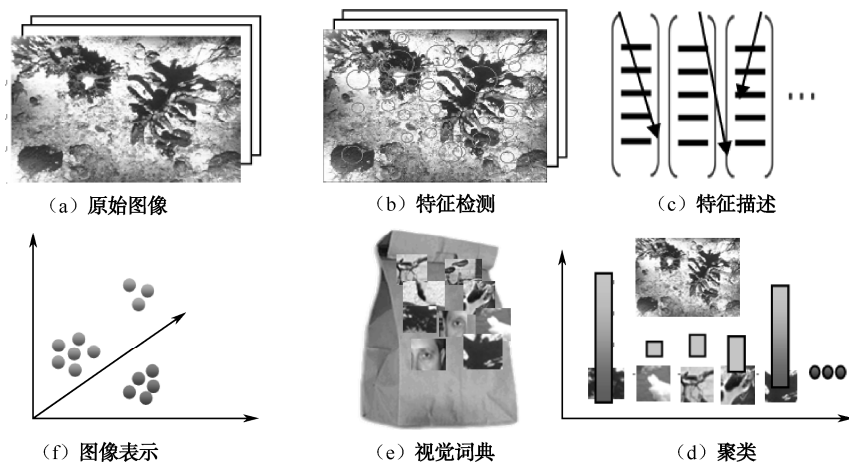 (a) 原始图像
(b) 特征检测
(c) 特征描述
(f) 图像表示
(e) 视觉词典
(d) 聚类